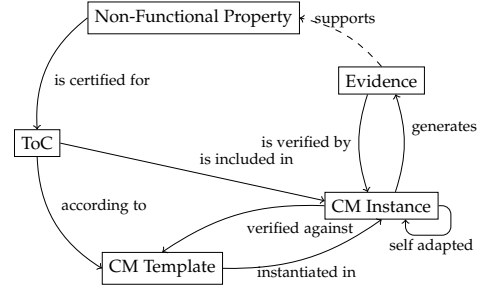 Non-Functional Property
supports
is certified for
Evidence
generates
ToC
is verified by
is included in
according to
CM Instance
verified against
self adapted
CM Template
instantiated in